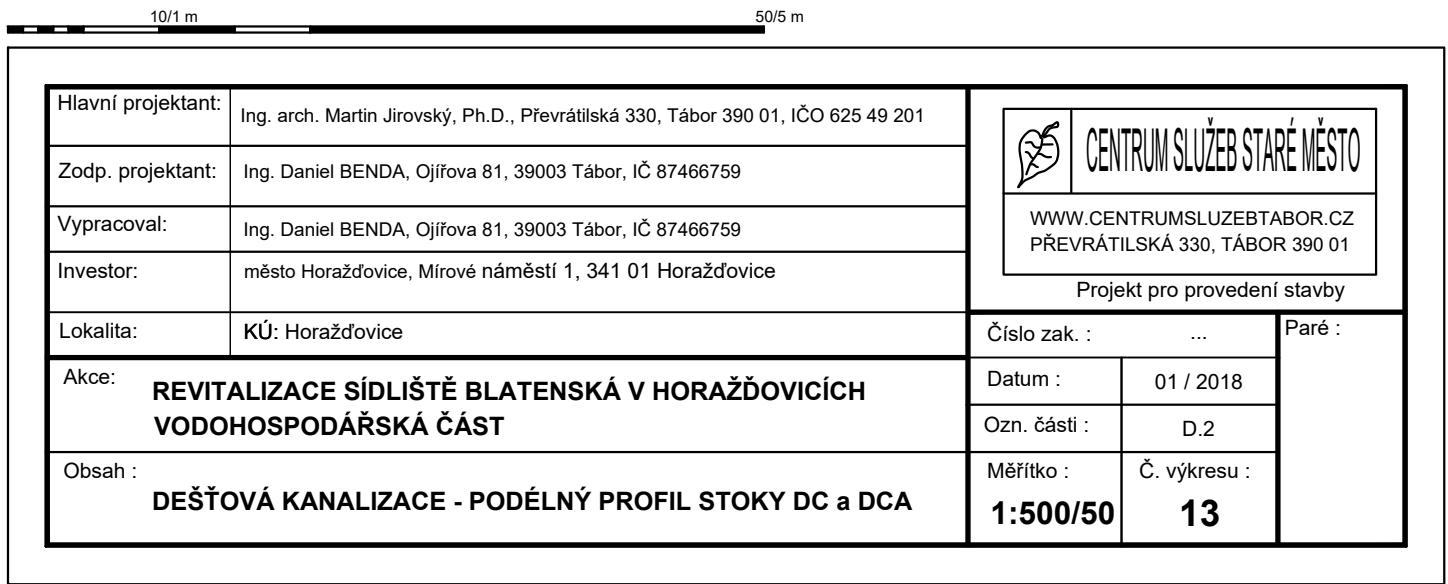 10/1 m 50/5 m
Hlavní projektant: Ing. arch. Martin Jirovský, Ph.D., Převrátilská 330, Tábor 390 01, IČO 625 49 201
Zodp. projektant: Ing. Daniel BENDA, Ojířova 81, 39003 Tábor, IČ 87466759
Vypracoval: Ing. Daniel BENDA, Ojířova 81, 39003 Tábor, IČ 87466759
Investor: město Horažďovice, Mírové náměstí 1, 341 01 Horažďovice
Lokalita: KÚ: Horažďovice
Akce: REVITALIZACE SÍDLIŠTĚ BLATENSKÁ V HORAŽĎOVICÍCH
VODOHOSPODÁŘSKÁ ČÁST
Obsah :
DEŠŤOVÁ KANALIZACE - PODÉLNÝ PROFIL STOKY DC a DCA
CENTRUM SLUŽEB STARÉ MĚSTO
WWW.CENTRUMSLUZEBTABOR.CZ
PŘEVRÁTILSKÁ 330, TÁBOR 390 01
Projekt pro provedení stavby
Číslo zak. : ...
Paré :
Datum : 01 / 2018
Ozn. části : D.2
Měřítko : Č. výkresu :
1:500/50 13